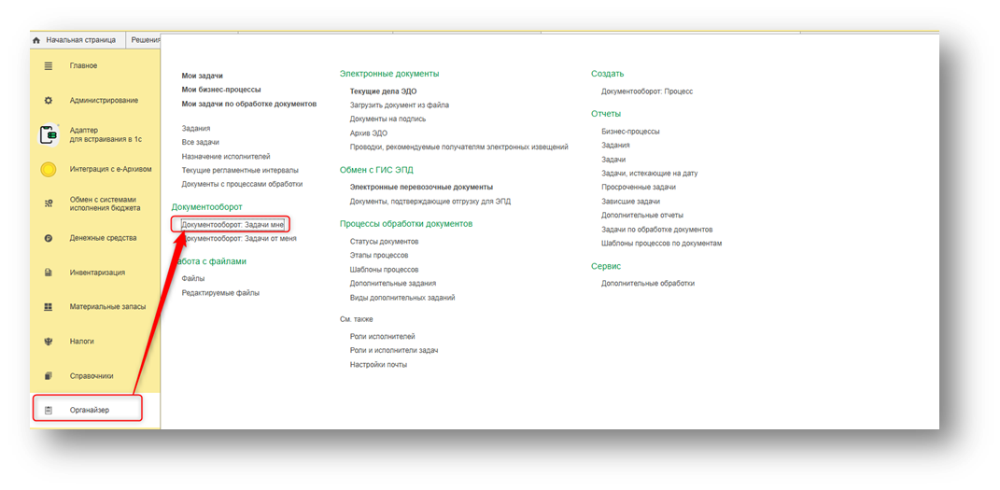 Начальная страница
Решения
Главное
Администрирование
Адаптер
для встраивания в 1с
Интеграция с е-Архивом
Обмен с системами
исполнения бюджета
Денежные средства
Инвентаризация
Материальные запасы
Налоги
Справочники
Органайзер
Мои задачи
Мои бизнес-процессы
Мои задачи по обработке документов
Задания
Все задачи
Назначение исполнителей
Текущие регламентные интервалы
Документы с процессами обработки
Документооборот
Документооборот: Задачи мне
Документооборот: Задачи от меня
Работа с файлами
Файлы
Редактируемые файлы
Электронные документы
Текущие дела ЭДО
Загрузить документ из файла
Документы на подпись
Архив ЭДО
Проводки, рекомендуемые получателям электронных извещений
Обмен с ГИС ЭПД
Электронные перевозочные документы
Документы, подтверждающие отгрузку для ЭПД
Процессы обработки документов
Статусы документов
Этапы процессов
Шаблоны процессов
Дополнительные задания
Виды дополнительных заданий
См. также
Роли исполнителей
Роли и исполнители задач
Настройки почты
Создать
Документооборот: Процесс
Отчеты
Бизнес-процессы
Задания
Задачи
Задачи, истекающие на дату
Просроченные задачи
Зависшие задачи
Дополнительные отчеты
Задачи по обработке документов
Шаблоны процессов по документам
Сервис
Дополнительные обработки